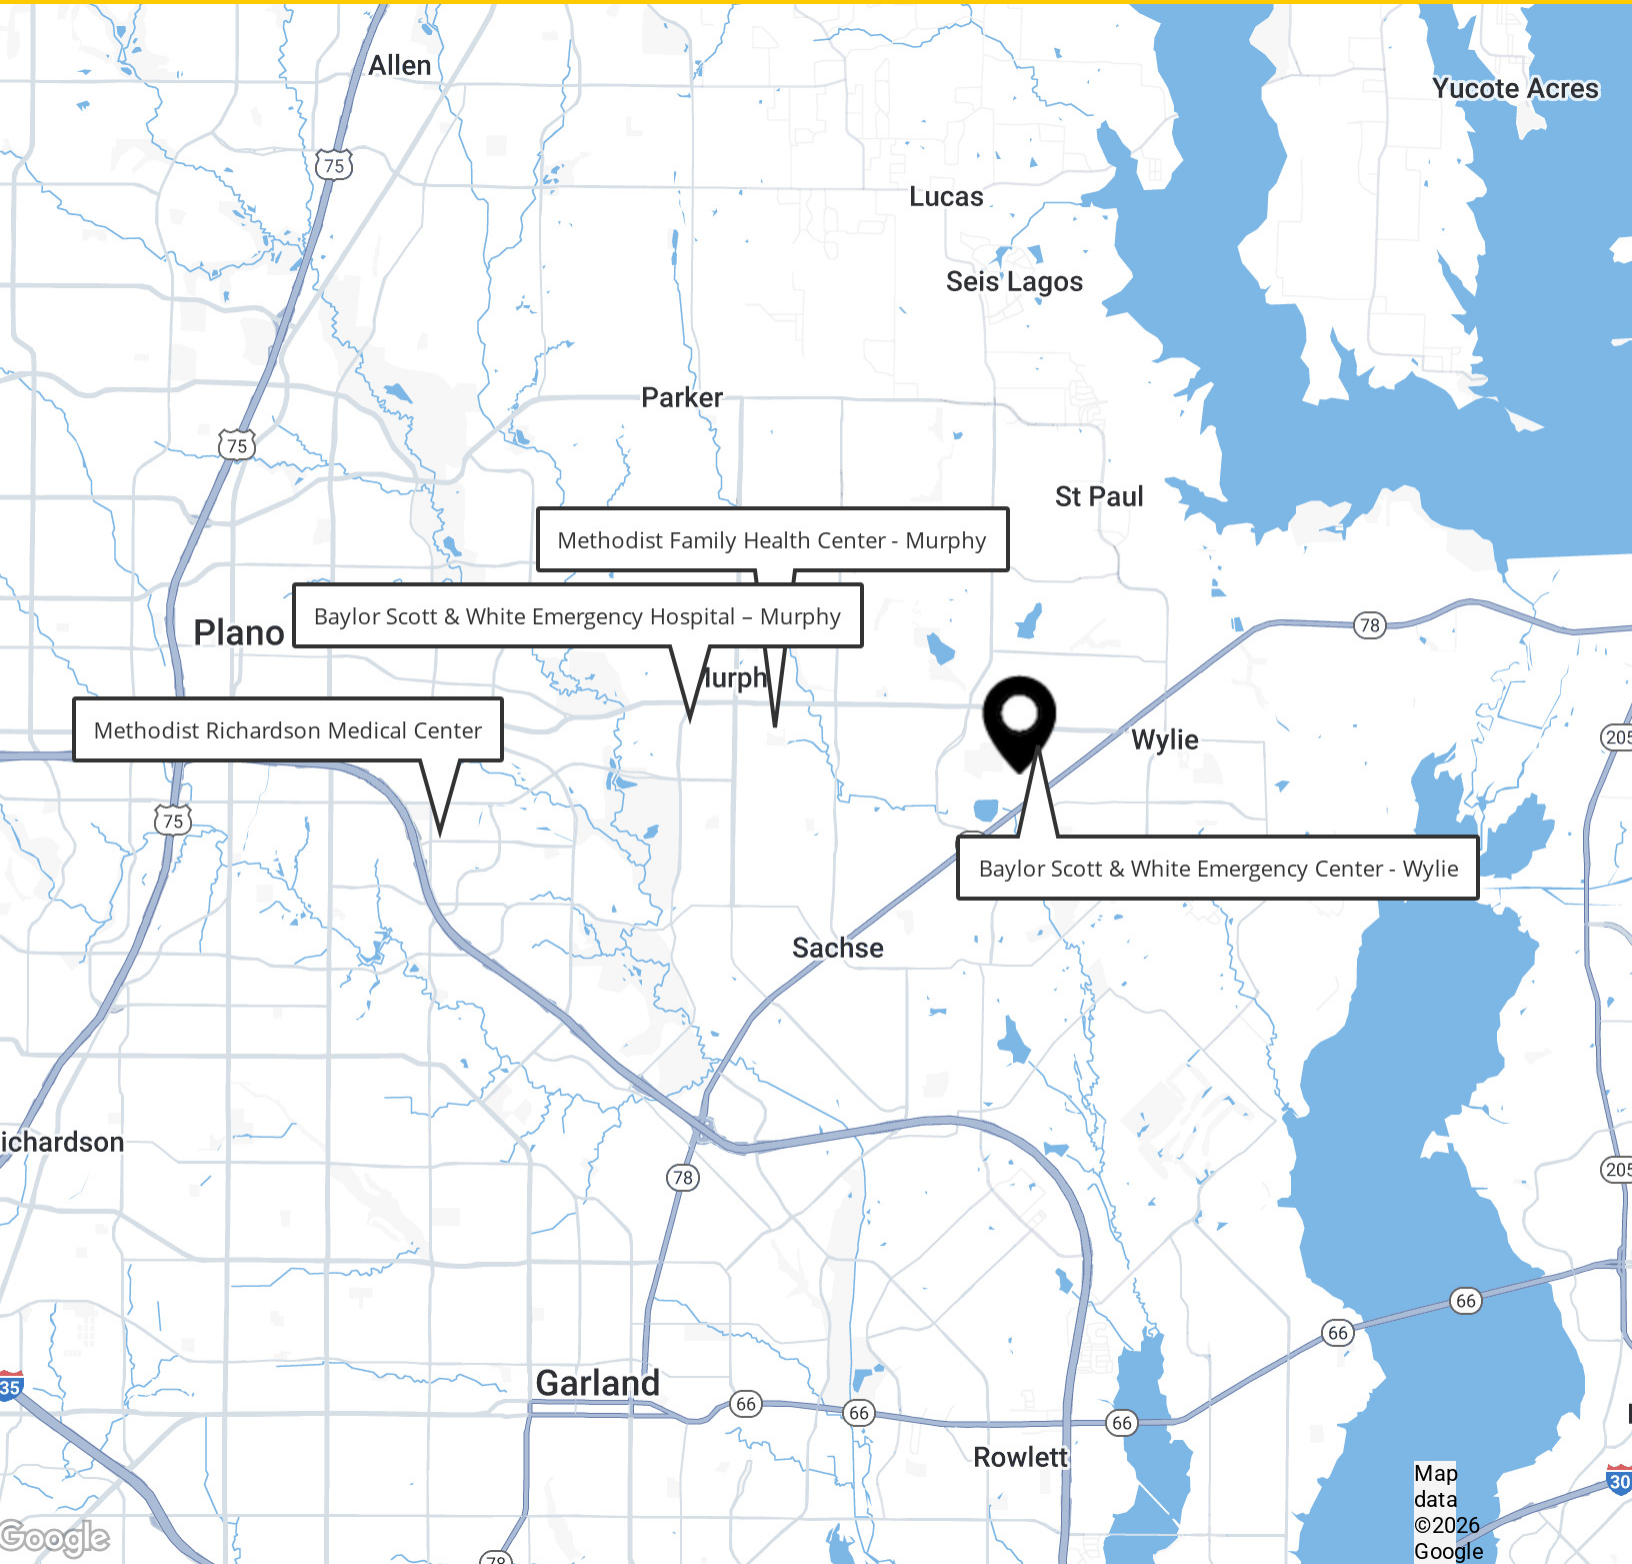 Allen
Yucote Acres
75
Lucas
Seis Lagos
Parker
75
St Paul
Methodist Family Health Center - Murphy
Baylor Scott & White Emergency Hospital – Murphy
78
Plano
Methodist Richardson Medical Center
Wylie
205
75
Baylor Scott & White Emergency Center - Wylie
Sachse
ichardson
78
205
66
66
35
Garland
66
66
66
Rowlett
30
Map
data
©2026
Google
Google
78